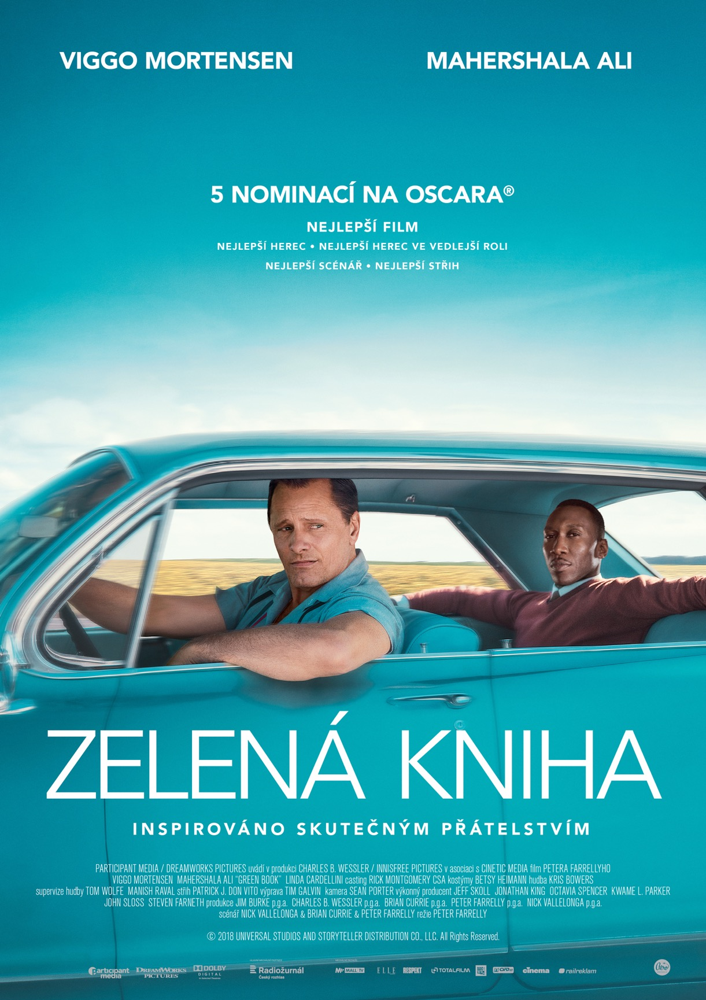 VIGGO MORTENSEN
MAHERSHALA ALI
5 NOMINACÍ NA OSCARA®
NEJLEPŠÍ FILM
NEJLEPŠÍ HEREC • NEJLEPŠÍ HEREC VE VEDLEJŠÍ ROLI
NEJLEPŠÍ SCÉNÁŘ • NEJLEPŠÍ STŘIH
ZELENÁ KNIHA
INSPIROVÁNO SKUTEČNÝM PŘÁTELSTVÍM
PARTICIPANT MEDIA / DREAMWORKS PICTURES uvádí v produkci CHARLES B. WESSLER / INNISFREE PICTURES v asociaci s CINETIC MEDIA film PETERA FARRELLYHO
VIGGO MORTENSEN MAHERSHALA ALI "GREEN BOOK" LINDA CARDELLINI casting RICK MONTGOMERY CSA kostýmy BETSY HEIMANN hudba KRIS BOWERS
supervize hudby TOM WOLFE MANISH RAVAL střih PATRICK J. DON VITO výprava TIM GALVIN kamera SEAN PORTER výkonný producent JEFF SKOLL JONATHAN KING OCTAVIA SPENCER KWAME L. PARKER
JOHN SLOSS STEVEN FARNETH produkce JIM BURKE p.g.a. CHARLES B. WESSLER p.g.a. BRIAN CURRIE p.g.a. PETER FARRELLY p.g.a. NICK VALLELONGA p.g.a.
scénář NICK VALLELONGA & BRIAN CURRIE & PETER FARRELLY režie PETER FARRELLY
© 2018 UNIVERSAL STUDIOS AND STORYTELLER DISTRIBUTION CO., LLC. All Rights Reserved.
Participant media
DREAMWORKS PICTURES
DOLBY DIGITAL
In Selected Theatres
Radiožurnál
Český rozhlas
MALL TV
ELLE
RESPEKT
TOTALFILM
RADIO 1
cinema
railreklam
Aero